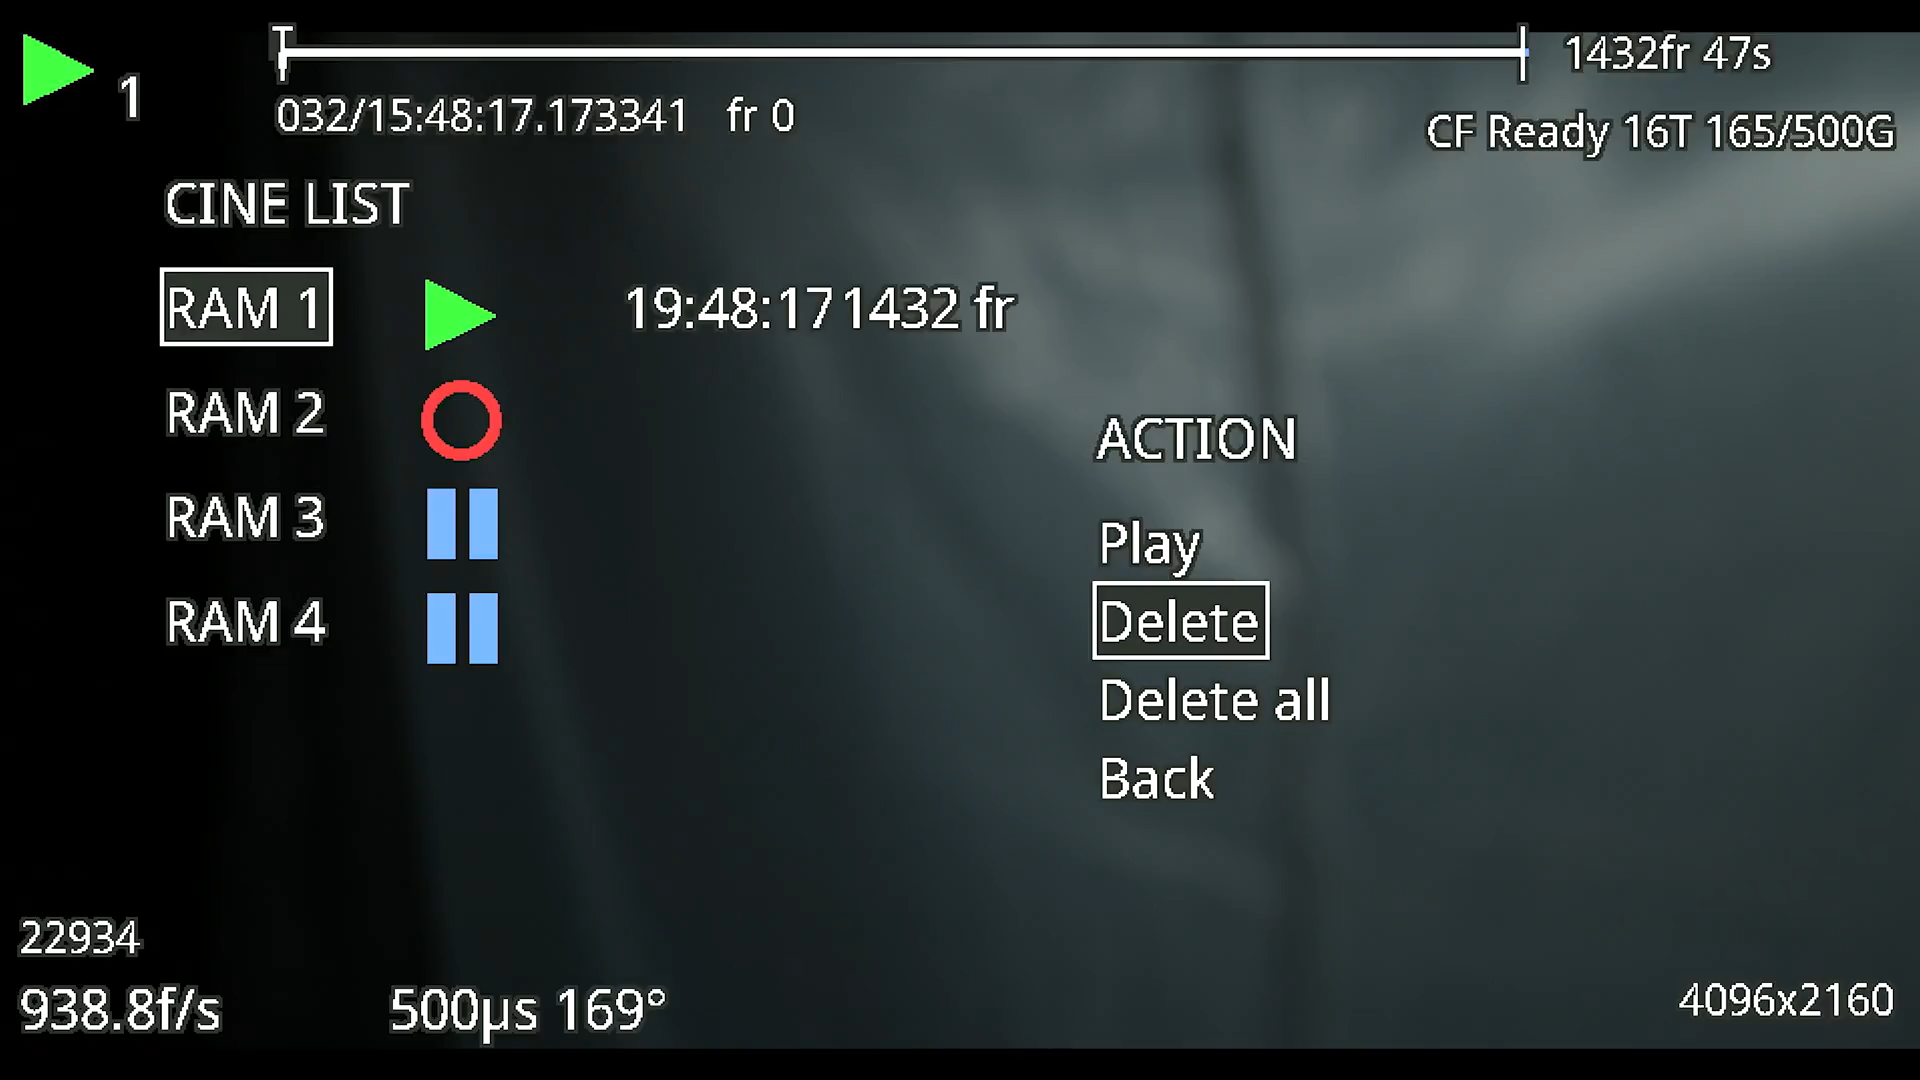 1
T
1432fr 47s
032/15:48:17.173341 fr 0
CF Ready 16T 165/500G
CINE LIST
RAM 1 19:48:17 1432 fr
RAM 2
RAM 3
RAM 4
ACTION
Play
Delete
Delete all
Back
22934
938.8f/s 500µs 169°
4096x2160